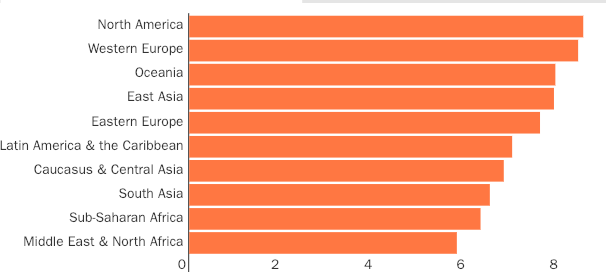 North America
Western Europe
Oceania
East Asia
Eastern Europe
Latin America & the Caribbean
Caucasus & Central Asia
South Asia
Sub-Saharan Africa
Middle East & North Africa
0 2 4 6 8